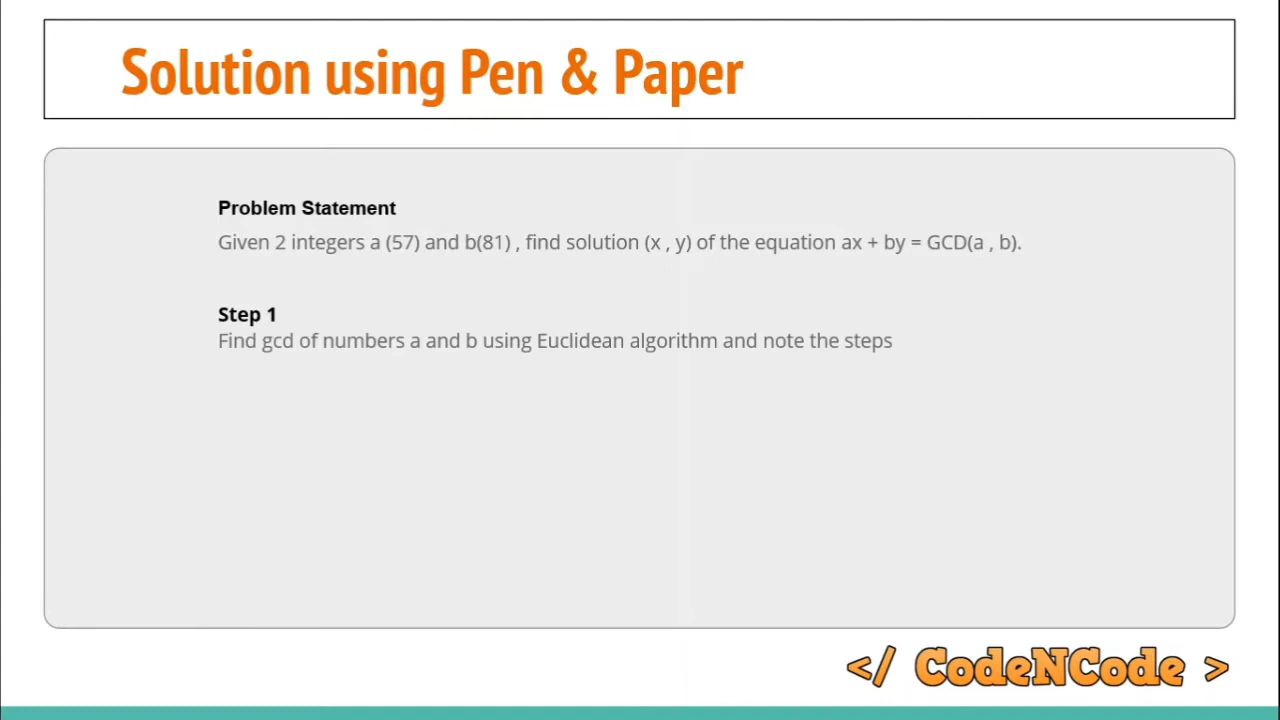 Solution using Pen & Paper
Problem Statement
Given 2 integers a (57) and b(81) , find solution (x , y) of the equation ax + by = GCD(a , b).
Step 1
Find gcd of numbers a and b using Euclidean algorithm and note the steps
</ CodeNCode >